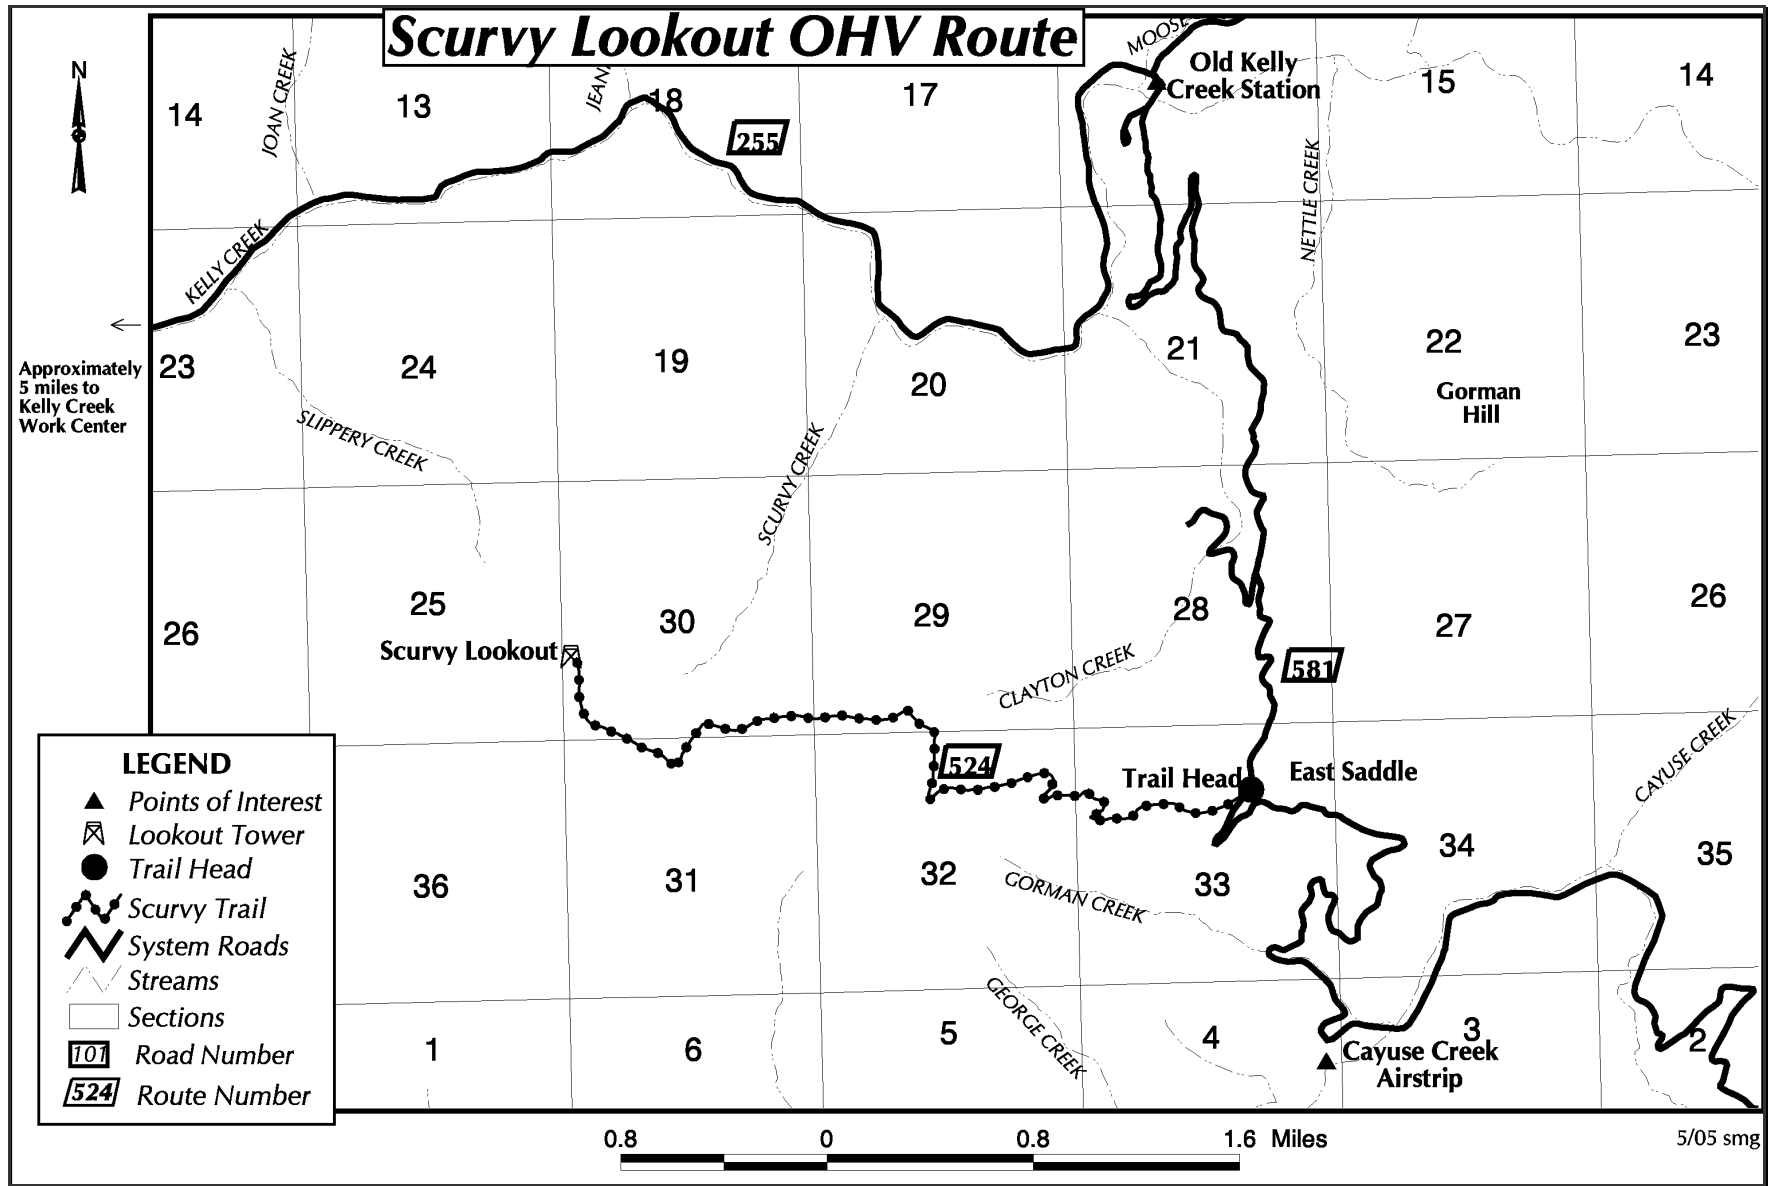 Scurvy Lookout OHV Route
N
MOOSE
Old Kelly
Creek Station
JOAN CREEK
14
13
18
17
15
14
255
NETTLE CREEK
KELLY CREEK
Approximately
5 miles to
Kelly Creek
Work Center
23
24
19
20
21
22
23
Gorman
Hill
SLIPPERY CREEK
SCURVY CREEK
26
25
30
29
28
27
26
Scurvy Lookout
CLAYTON CREEK
581
524
Trail Head
East Saddle
CAYUSE CREEK
36
31
32
33
34
35
GORMAN CREEK
GEORGE CREEK
1
6
5
4
3
2
Cayuse Creek
Airstrip
LEGEND
Points of Interest
Lookout Tower
Trail Head
Scurvy Trail
System Roads
Streams
Sections
101 Road Number
524 Route Number
0.8 0 0.8 1.6 Miles
5/05 smg